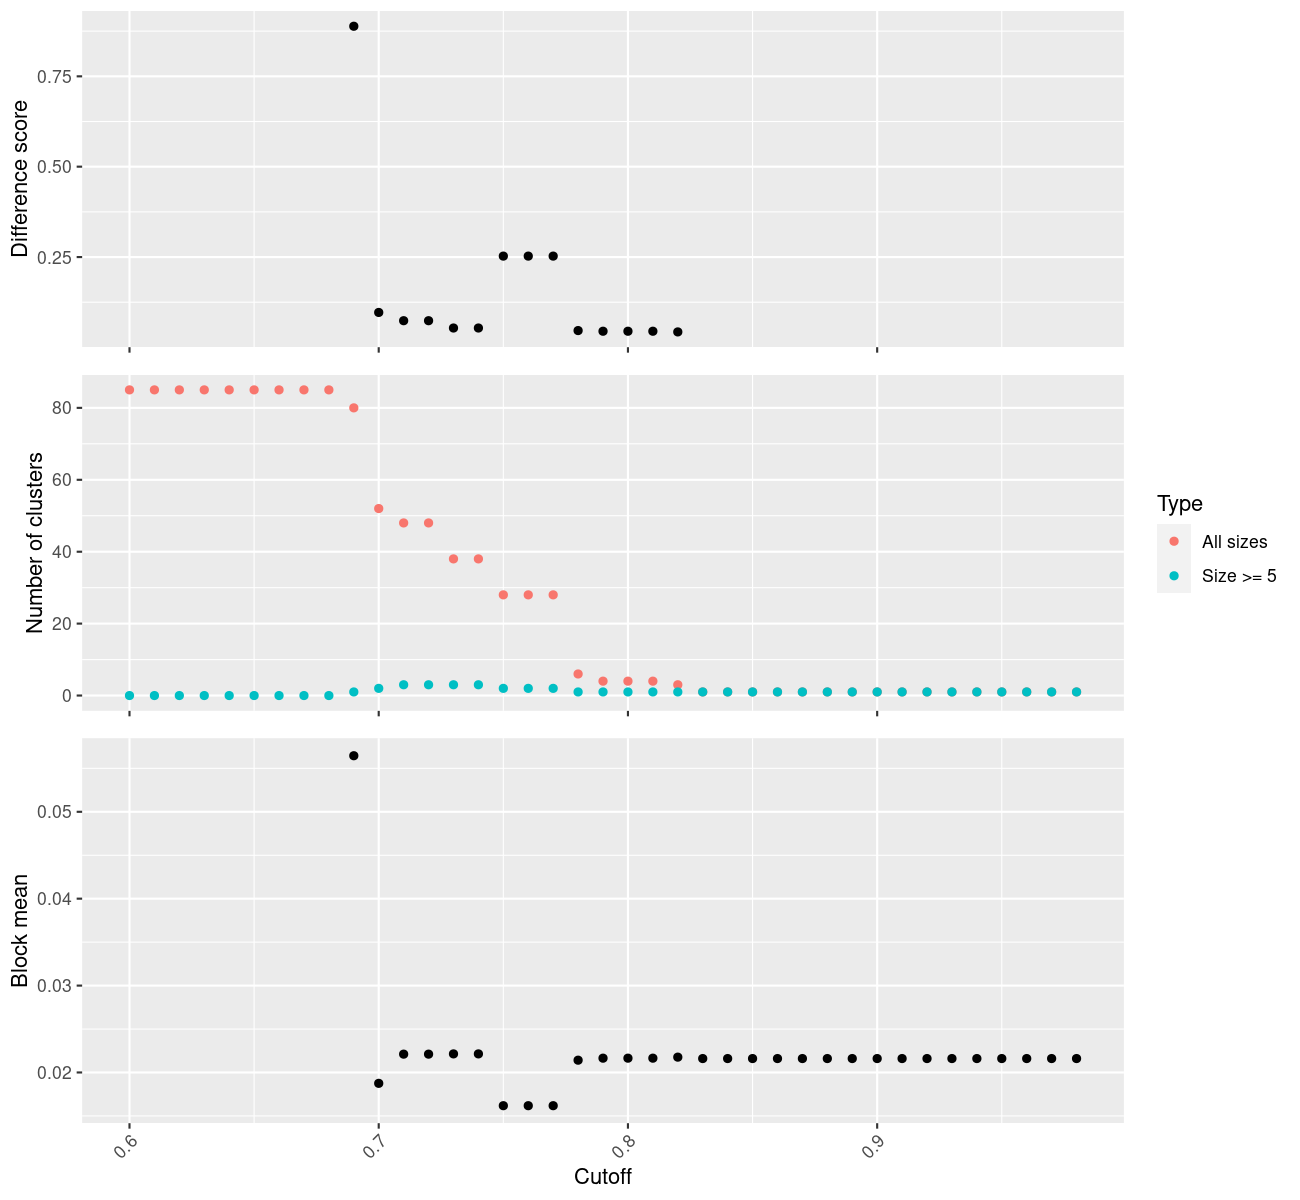 Difference score
0.75
0.50
0.25
Number of clusters
80
60
40
20
0
Type
All sizes
Size >= 5
Block mean
0.05
0.04
0.03
0.02
0.6
0.7
0.8
0.9
Cutoff